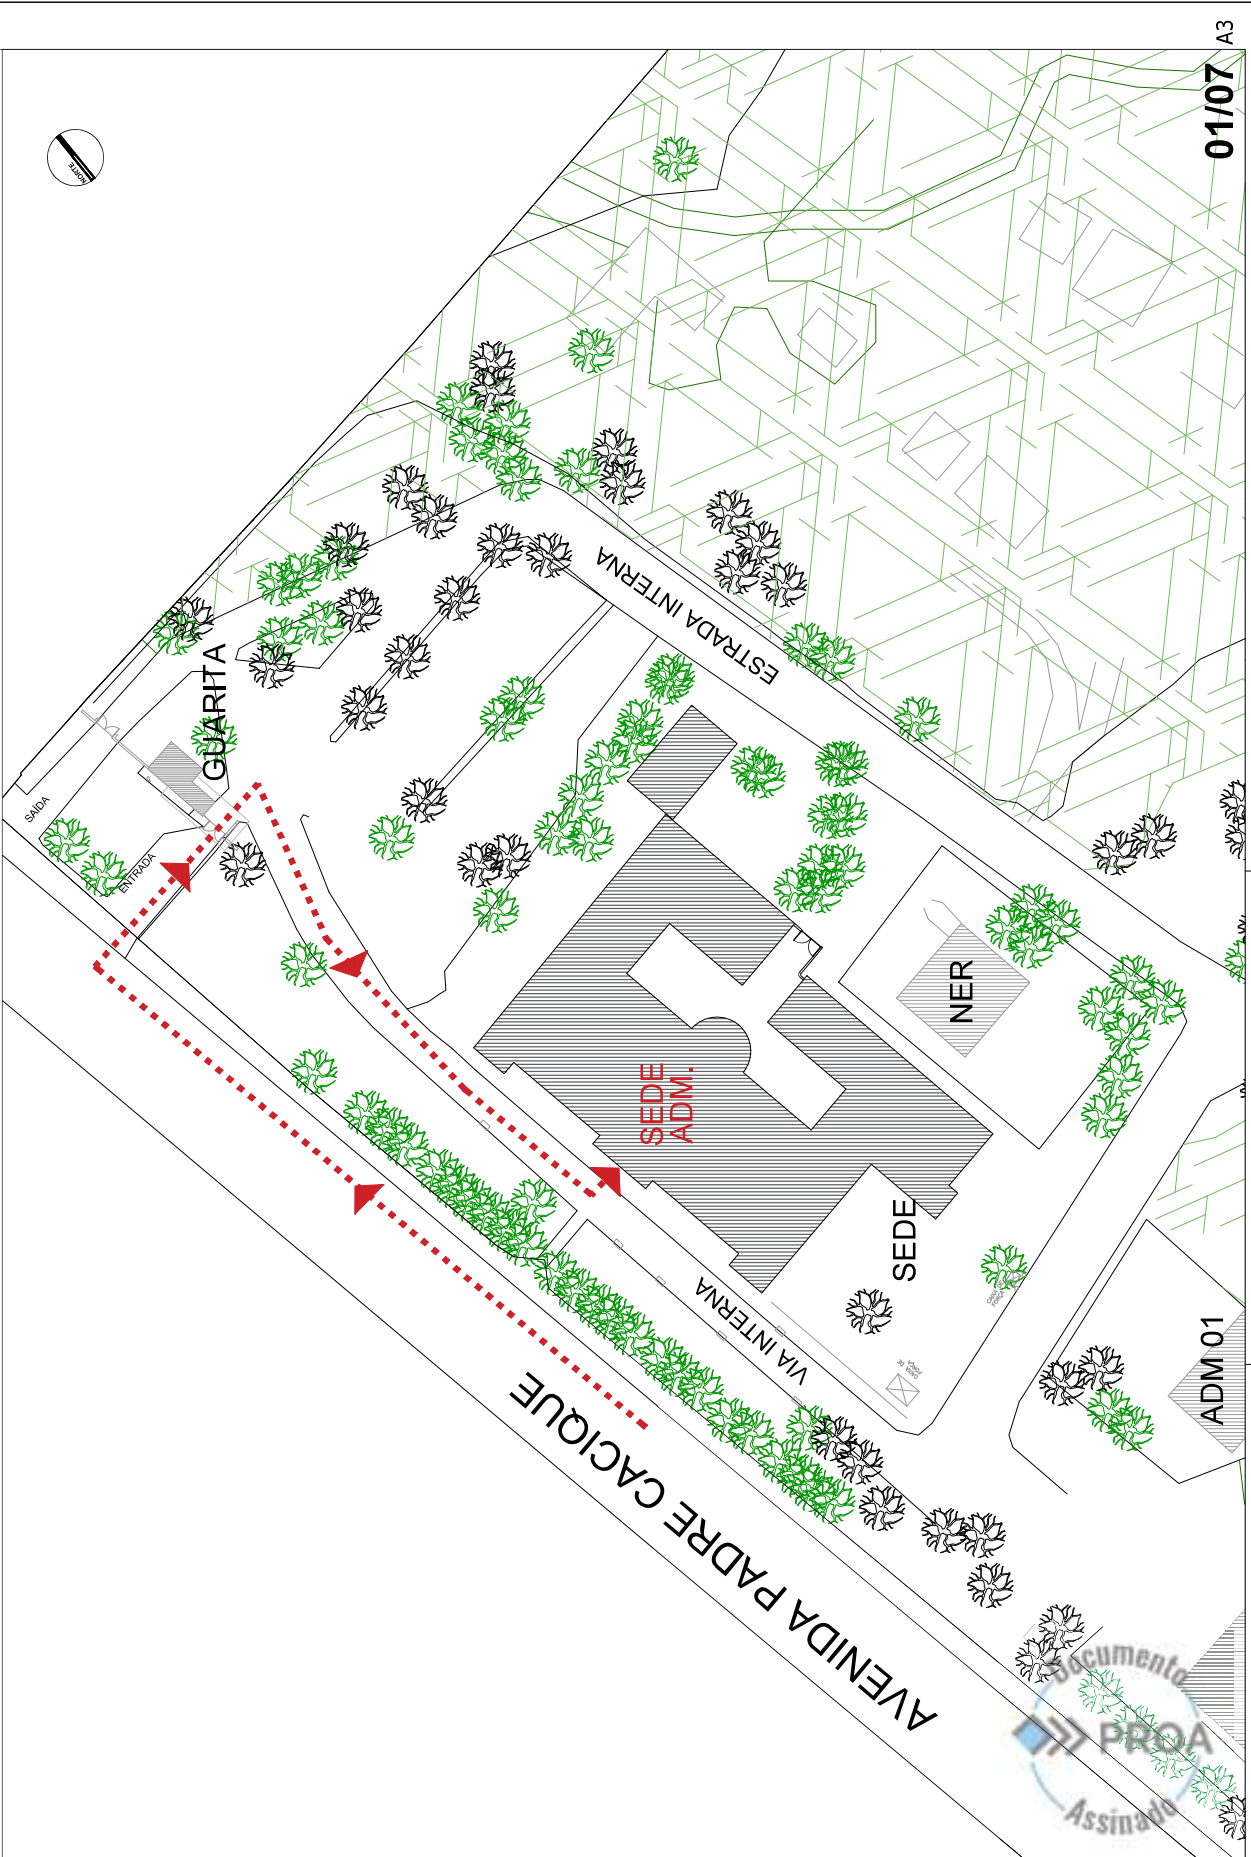 A3
01/07
NORTE
ESTRADA INTERNA
GUARITA
SAÍDA
ENTRADA
NER
SEDE
ADM.
SEDE
VIA INTERNA
ADM 01
AVENIDA PADRE CACIQUE
Documento
PROA
Assinado